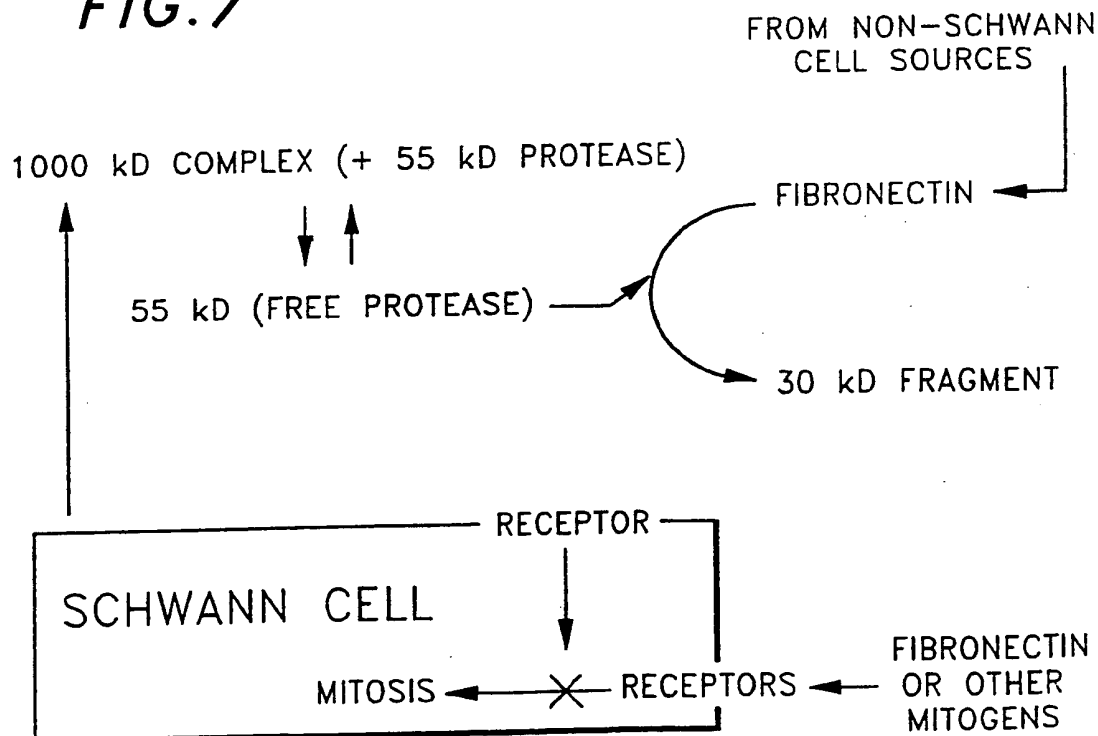 FIG. 7
FROM NON-SCHWANN
CELL SOURCES
1000 kD COMPLEX (+ 55 kD PROTEASE)
FIBRONECTIN
55 kD (FREE PROTEASE)
30 kD FRAGMENT
RECEPTOR
SCHWANN CELL
MITOSIS
RECEPTORS
FIBRONECTIN
OR OTHER
MITOGENS